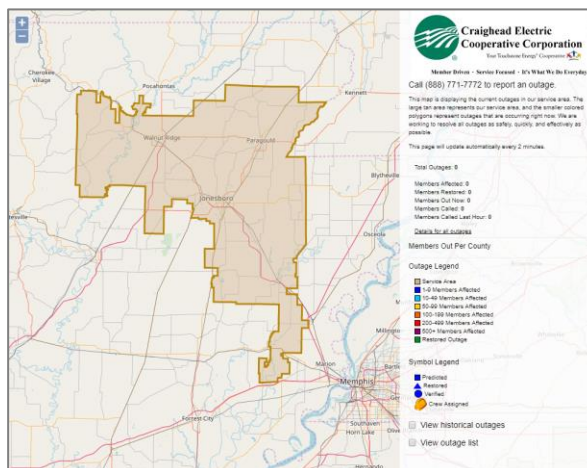 +
−
Cherokee
Village
Pocahontas
Kennett
Walnut Ridge
Paragould
Blytheville
Jonesboro
Osceola
Millington
Marion
Memphis
Forrest City
Southaven
Horn Lake
Hernando
Craighead Electric
Cooperative Corporation
Your Touchstone Energy® Cooperative
Member Driven • Service Focused • It's What We Do Everyday
Call (888) 771-7772 to report an outage.
This map is displaying the current outages in our service area. The
large tan area represents our service area, and the smaller colored
polygons represent outages that are occurring right now. We are
working to resolve all outages as safely, quickly, and effectively as
possible.
This page will update automatically every 2 minutes.
Total Outages: 0
Members Affected: 0
Members Restored: 0
Members Out Now: 0
Members Called: 0
Members Called Last Hour: 0
Details for all outages
Members Out Per County
Outage Legend
Service Area
1-9 Members Affected
10-49 Members Affected
50-99 Members Affected
100-199 Members Affected
200-499 Members Affected
500+ Members Affected
Restored Outage
Symbol Legend
Predicted
Restored
Verified
Crew Assigned
View historical outages
View outage list